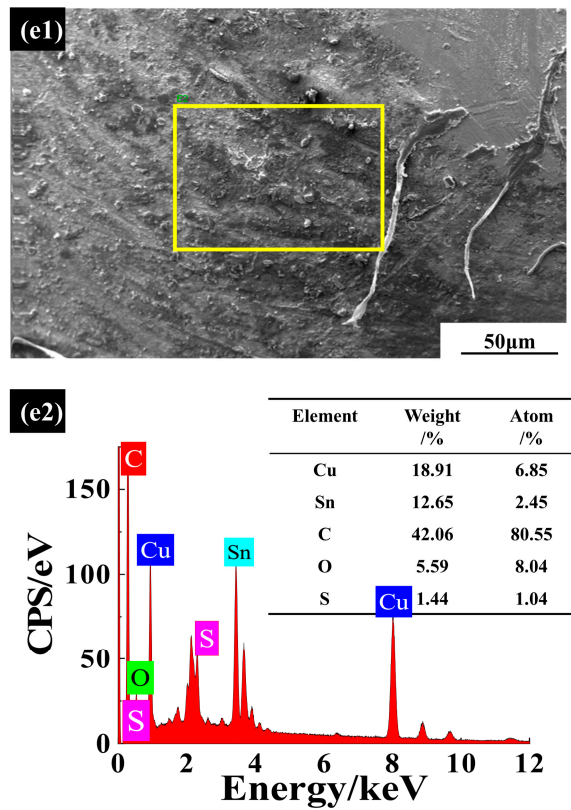 (e1)
50μm
(e2)
Element Weight Atom
/% /%
Cu 18.91 6.85
Sn 12.65 2.45
C 42.06 80.55
O 5.59 8.04
S 1.44 1.04
C
Cu
Sn
S
Cu
O
S
150
100
50
0
CPS/eV
0 2 4 6 8 10 12
Energy/keV